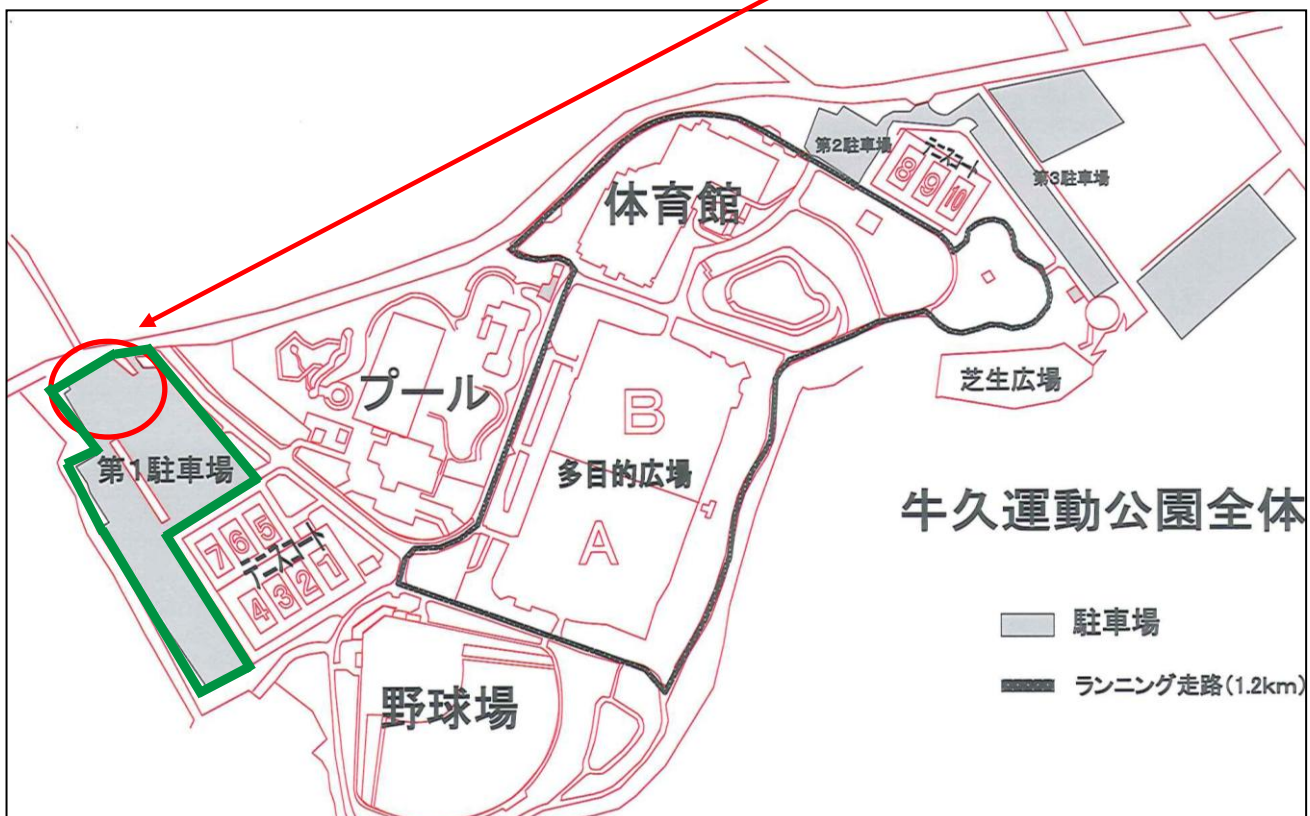 第2駐車場
テニスコート
8 9 10
第3駐車場
体育館
プール
芝生広場
B
多目的広場
A
第1駐車場
7 6 5
テニスコート
4 3 2 1
野球場
牛久運動公園全体
駐車場
ランニング走路(1.2km)